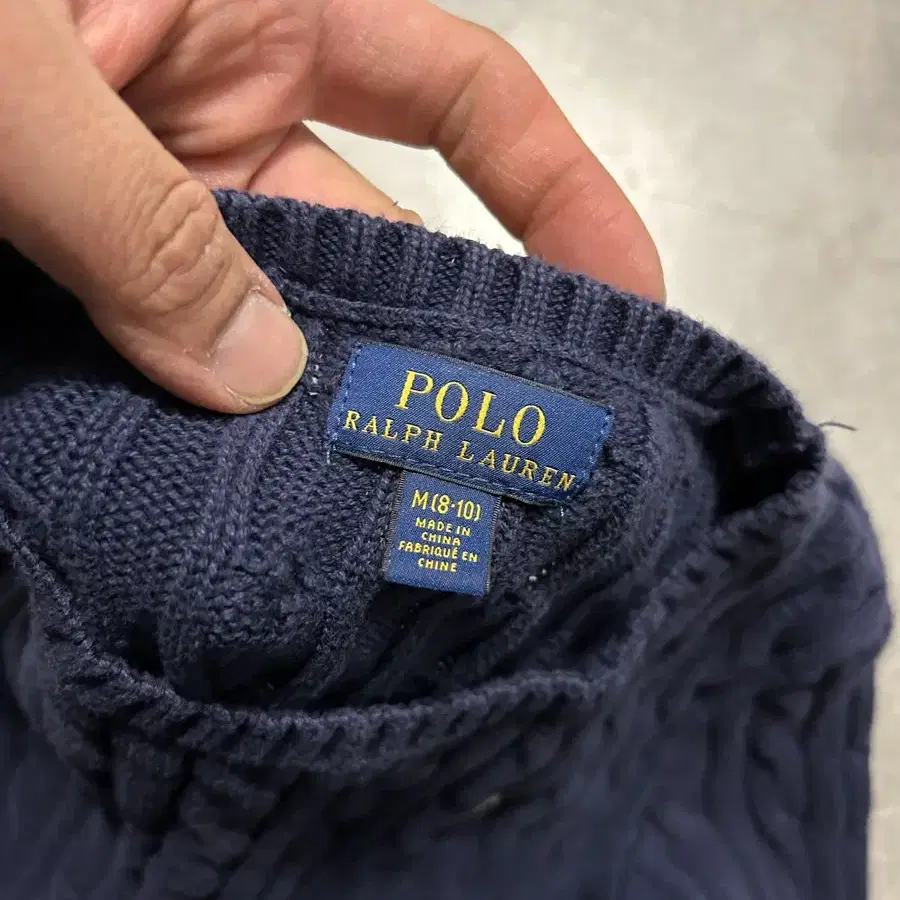 POLO
RALPH LAUREN
M(8-10)
MADE IN
CHINA
FABRIQUÉ EN
CHINE